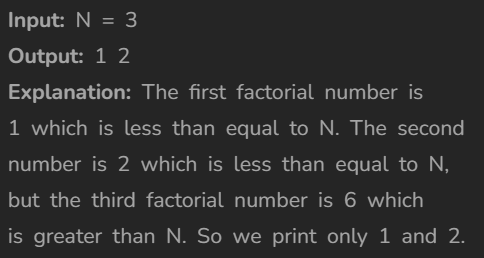 Input: N = 3
Output: 1 2
Explanation: The first factorial number is
1 which is less than equal to N. The second
number is 2 which is less than equal to N,
but the third factorial number is 6 which
is greater than N. So we print only 1 and 2.